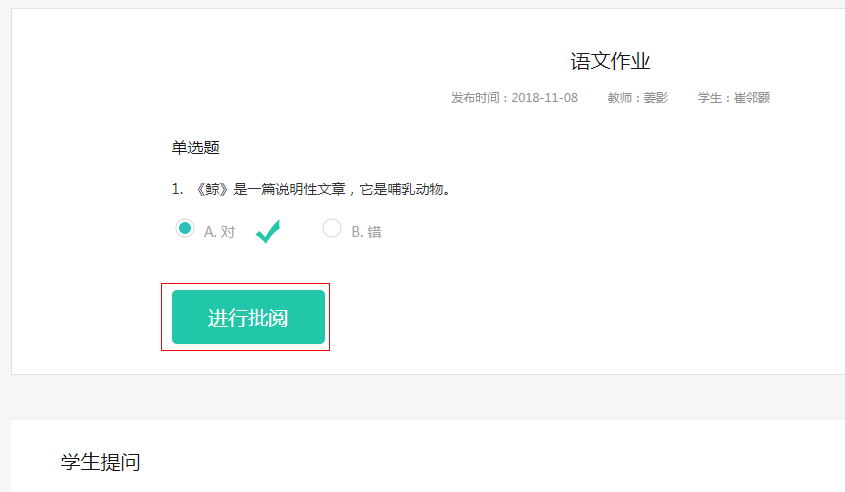 语文作业
发布时间：2018-11-08 教师：姜影 学生：崔邻颢
单选题
1. 《鲸》是一篇说明性文章，它是哺乳动物。
A. 对 B. 错
进行批阅
学生提问